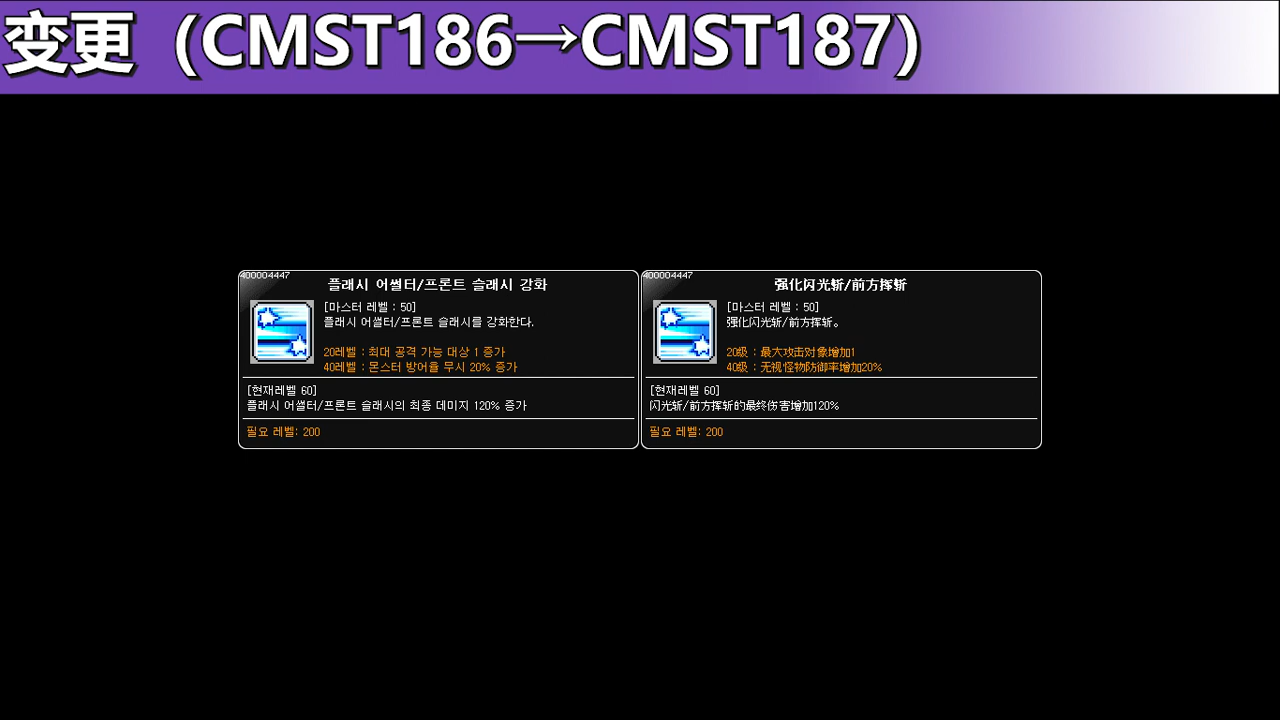 变更（CMST186→CMST187）
400004447
플래시 어썰터/프론트 슬래시 강화
[마스터 레벨 : 50]
플래시 어썰터/프론트 슬래시를 강화한다.
20레벨 : 최대 공격 가능 대상 1 증가
40레벨 : 몬스터 방어율 무시 20% 증가
[현재레벨 60]
플래시 어썰터/프론트 슬래시의 최종 데미지 120% 증가
필요 레벨: 200
400004447
强化闪光斩/前方挥斩
[마스터 레벨 : 50]
强化闪光斩/前方挥斩。
20级 : 最大攻击对象增加1
40级 : 无视怪物防御率增加20%
[현재레벨 60]
闪光斩/前方挥斩的最终伤害增加120%
필요 레벨: 200